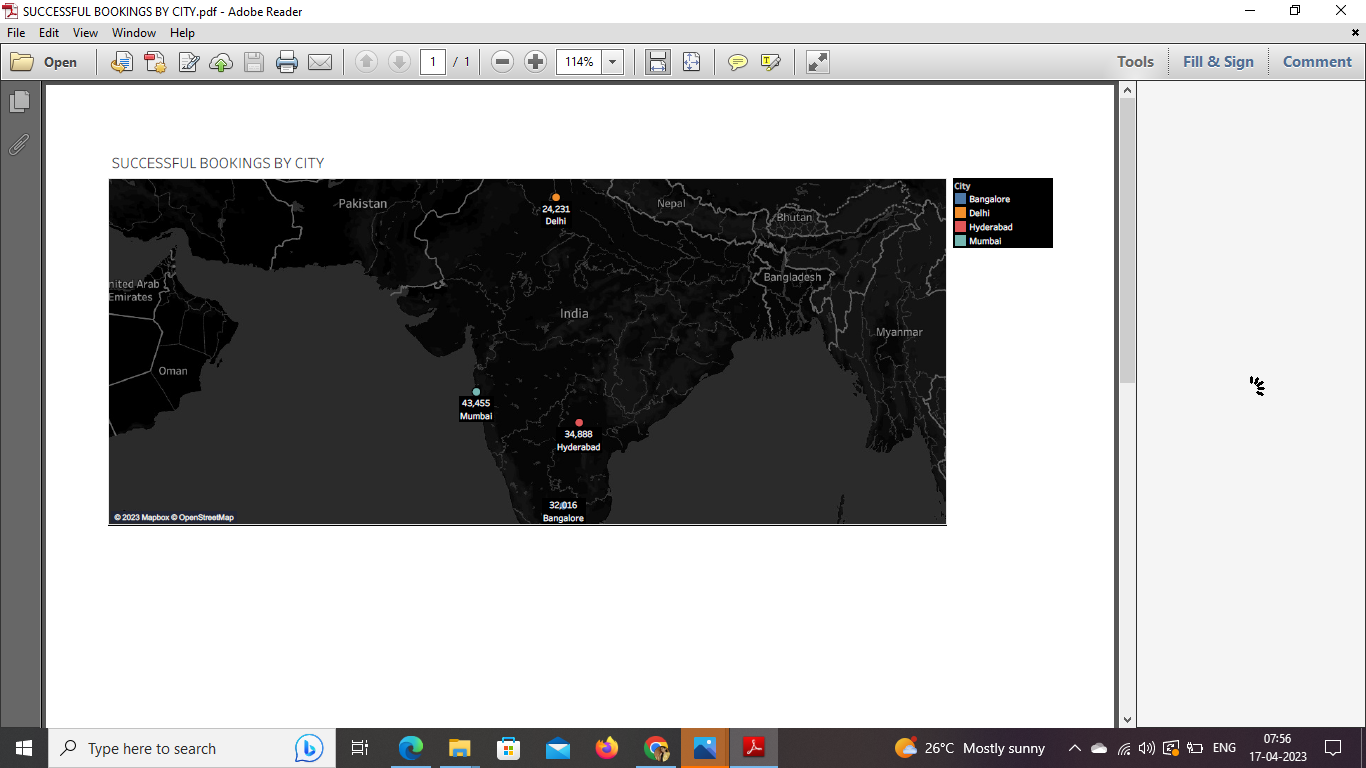 SUCCESSFUL BOOKINGS BY CITY.pdf - Adobe Reader
File Edit View Window Help
Open 1 / 1 114% Tools Fill & Sign Comment
SUCCESSFUL BOOKINGS BY CITY
Pakistan
24,231
Delhi
Nepal
Bhutan
nited Arab
Emirates
Bangladesh
India
Myanmar
Oman
43,455
Mumbai
34,888
Hyderabad
32,016
Bangalore
© 2023 Mapbox © OpenStreetMap
City
Bangalore
Delhi
Hyderabad
Mumbai
Type here to search
26°C Mostly sunny
ENG
07:56
17-04-2023